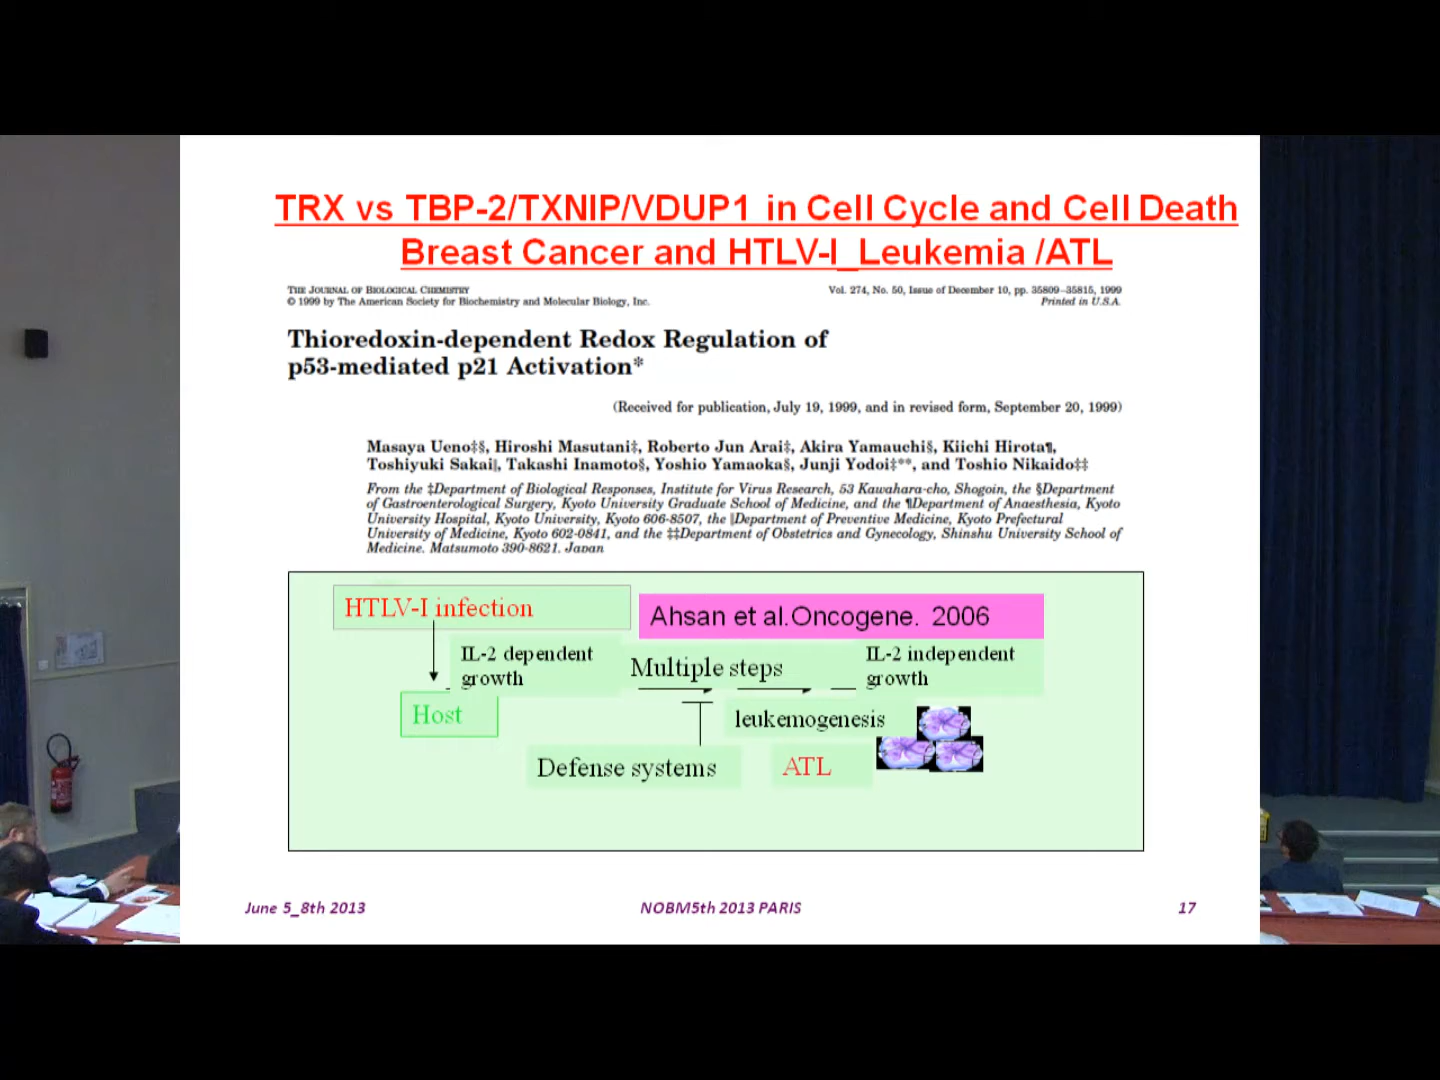 TRX vs TBP-2/TXNIP/VDUP1 in Cell Cycle and Cell Death
Breast Cancer and HTLV-I_Leukemia /ATL
THE JOURNAL OF BIOLOGICAL CHEMISTRY
© 1999 by The American Society for Biochemistry and Molecular Biology, Inc.
Vol. 274, No. 50, Issue of December 10, pp. 35809–35815, 1999
Printed in U.S.A.
Thioredoxin-dependent Redox Regulation of
p53-mediated p21 Activation*
(Received for publication, July 19, 1999, and in revised form, September 20, 1999)
Masaya Ueno‡§, Hiroshi Masutani‡, Roberto Jun Arai‡, Akira Yamauchi§, Kiichi Hirota¶,
Toshiyuki Sakai‖, Takashi Inamoto§, Yoshio Yamaoka§, Junji Yodoi‡**, and Toshio Nikaido‡‡
From the ‡Department of Biological Responses, Institute for Virus Research, 53 Kawahara-cho, Shogoin, the §Department
of Gastroenterological Surgery, Kyoto University Graduate School of Medicine, and the ¶Department of Anaesthesia, Kyoto
University Hospital, Kyoto University, Kyoto 606-8507, the ‖Department of Preventive Medicine, Kyoto Prefectural
University of Medicine, Kyoto 602-0841, and the ‡‡Department of Obstetrics and Gynecology, Shinshu University School of
Medicine, Matsumoto 390-8621, Japan
HTLV-I infection
Ahsan et al.Oncogene. 2006
IL-2 dependent
growth
Multiple steps
IL-2 independent
growth
Host
leukemogenesis
Defense systems
ATL
June 5_8th 2013
NOBM5th 2013 PARIS
17